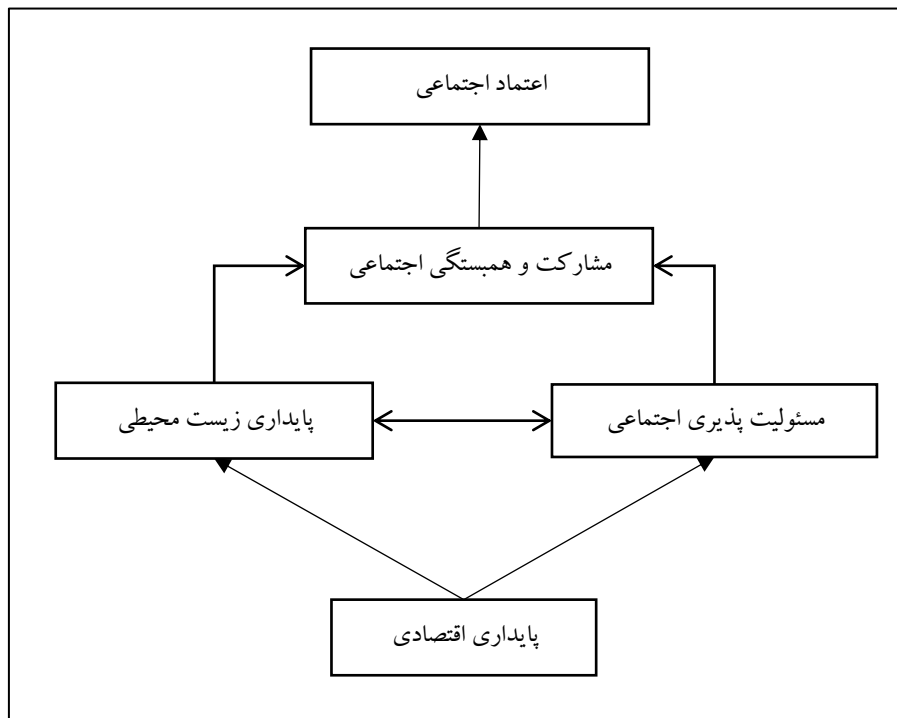 اعتماد اجتماعی
مشارکت و همبستگی اجتماعی
پایداری زیست محیطی
مسئولیت پذیری اجتماعی
پایداری اقتصادی